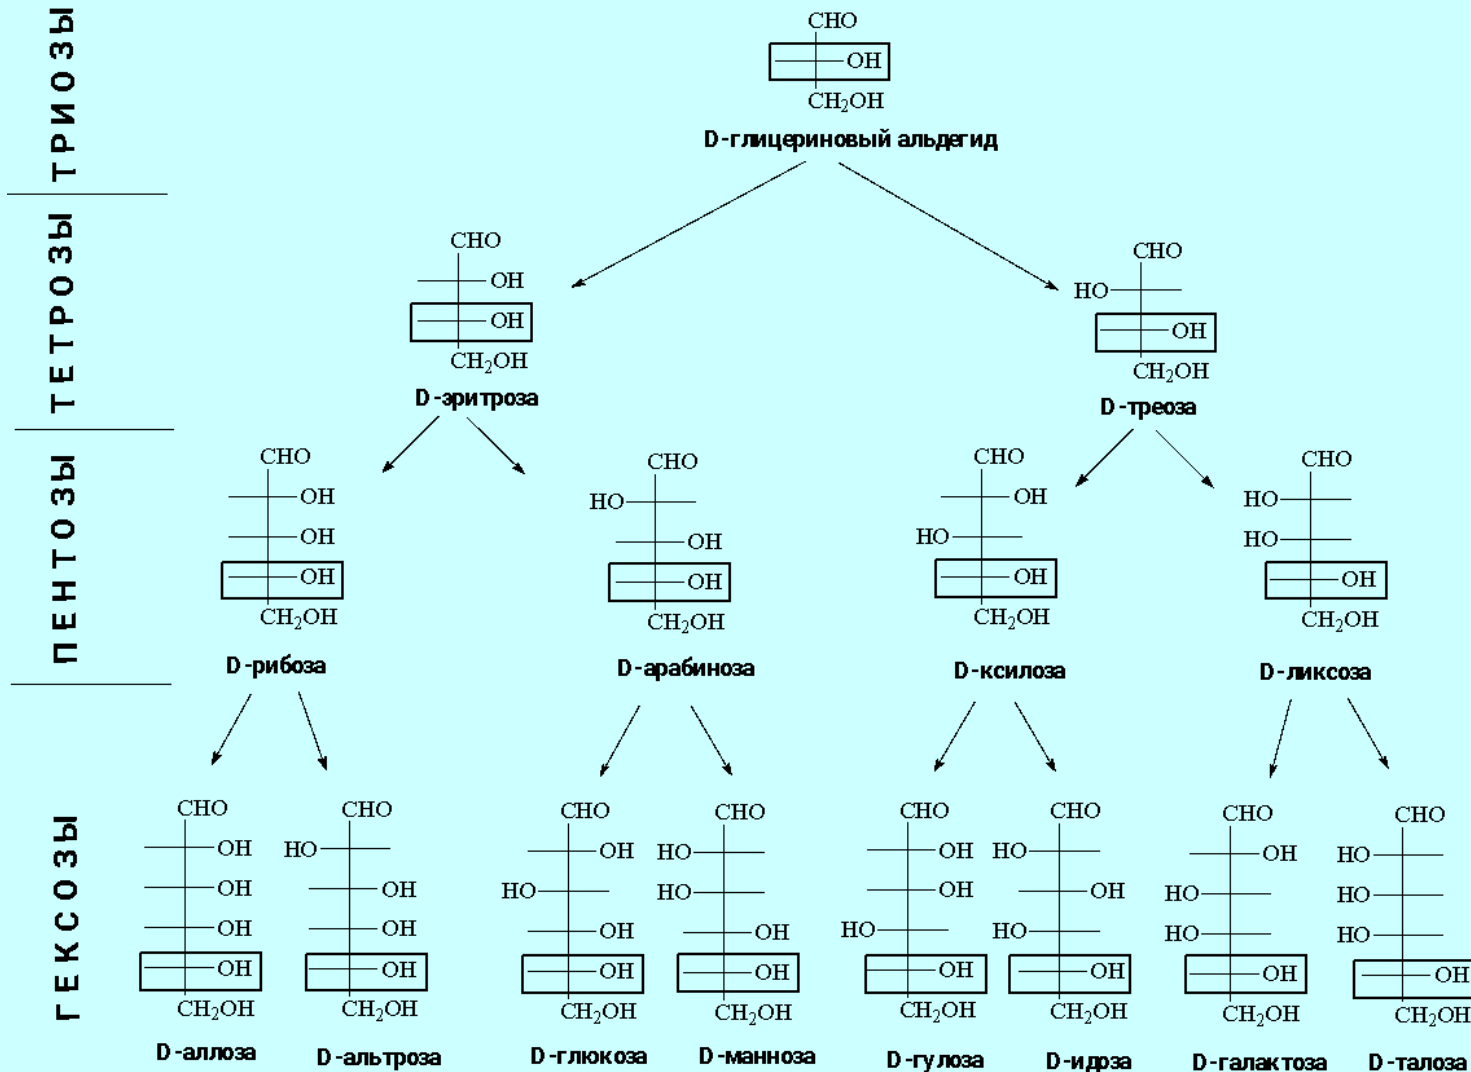 ТРИОЗЫ
CHO
OH
CH₂OH
D-глицериновый альдегид
ТЕТРОЗЫ
CHO
OH
OH
CH₂OH
D-эритроза
CHO
HO
OH
CH₂OH
D-треоза
ПЕНТОЗЫ
CHO
OH
OH
OH
CH₂OH
D-рибоза
CHO
HO
OH
OH
CH₂OH
D-арабиноза
CHO
OH
HO
OH
CH₂OH
D-ксилоза
CHO
HO
HO
OH
CH₂OH
D-ликсоза
ГЕКСОЗЫ
CHO
OH
OH
OH
OH
CH₂OH
D-аллоза
CHO
HO
OH
OH
OH
CH₂OH
D-альтроза
CHO
OH
HO
OH
OH
CH₂OH
D-глюкоза
CHO
HO
HO
OH
OH
CH₂OH
D-манноза
CHO
OH
OH
HO
OH
CH₂OH
D-гулоза
CHO
HO
OH
HO
OH
CH₂OH
D-идоза
CHO
OH
HO
HO
OH
CH₂OH
D-галактоза
CHO
HO
HO
HO
OH
CH₂OH
D-талоза